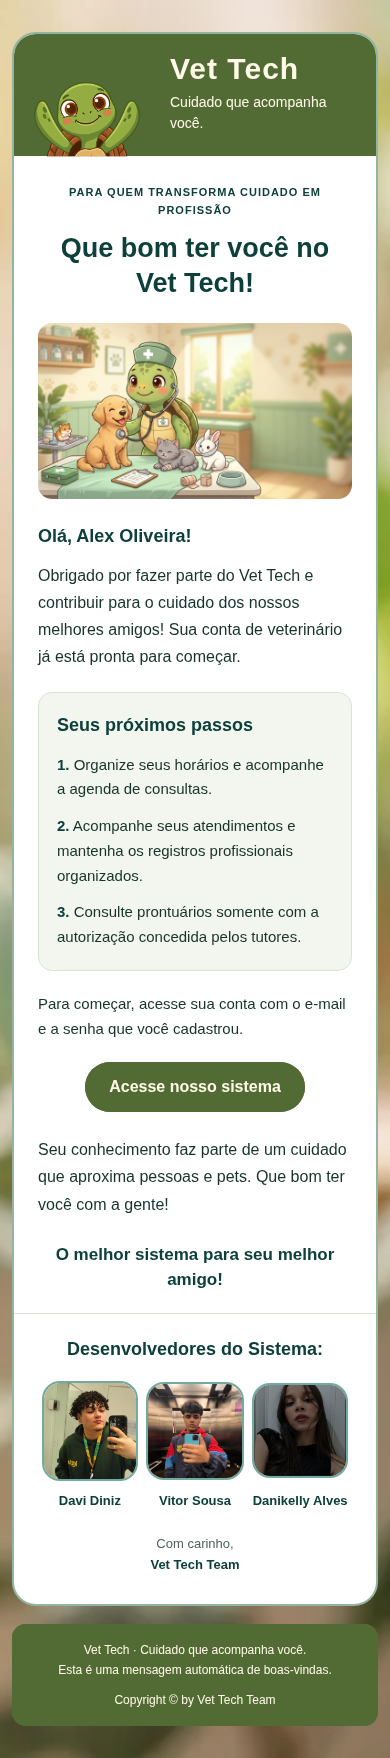 Vet Tech
Cuidado que acompanha
você.
PARA QUEM TRANSFORMA CUIDADO EM
PROFISSÃO
Que bom ter você no
Vet Tech!
Olá, Alex Oliveira!
Obrigado por fazer parte do Vet Tech e
contribuir para o cuidado dos nossos
melhores amigos! Sua conta de veterinário
já está pronta para começar.
Seus próximos passos
1. Organize seus horários e acompanhe
a agenda de consultas.
2. Acompanhe seus atendimentos e
mantenha os registros profissionais
organizados.
3. Consulte prontuários somente com a
autorização concedida pelos tutores.
Para começar, acesse sua conta com o e-mail
e a senha que você cadastrou.
Acesse nosso sistema
Seu conhecimento faz parte de um cuidado
que aproxima pessoas e pets. Que bom ter
você com a gente!
O melhor sistema para seu melhor
amigo!
Desenvolvedores do Sistema:
Davi Diniz
Vitor Sousa
Danikelly Alves
Com carinho,
Vet Tech Team
Vet Tech · Cuidado que acompanha você.
Esta é uma mensagem automática de boas-vindas.
Copyright © by Vet Tech Team